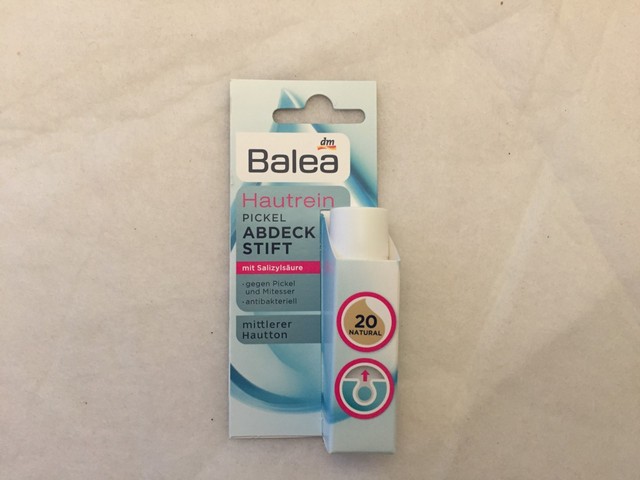 dm
Balea
Hautrein
PICKEL
ABDECK
STIFT
mit Salizylsäure
- gegen Pickel
und Mitesser
- antibakteriell
mittlerer
Hautton
20
NATURAL